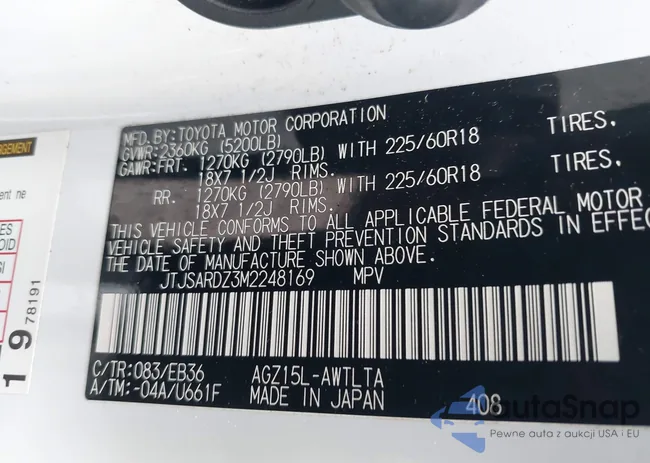 MFD.BY:TOYOTA MOTOR CORPORATION
GVWR:2360KG (5200LB)
GAWR:FRT. 1270KG (2790LB) WITH 225/60R18 TIRES,
18X7 1/2J RIMS.
RR. 1270KG (2790LB) WITH 225/60R18 TIRES,
18X7 1/2J RIMS.
THIS VEHICLE CONFORMS TO ALL APPLICABLE FEDERAL MOTOR
VEHICLE SAFETY AND THEFT PREVENTION STANDARDS IN EFFEC
THE DATE OF MANUFACTURE SHOWN ABOVE.
JTJSARDZ3M2248169 MPV
C/TR:083/EB36 AGZ15L-AWTLTA
A/TM:-04A/U661F MADE IN JAPAN 408
19 78191
autaSnap
Pewne auta z aukcji USA i EU